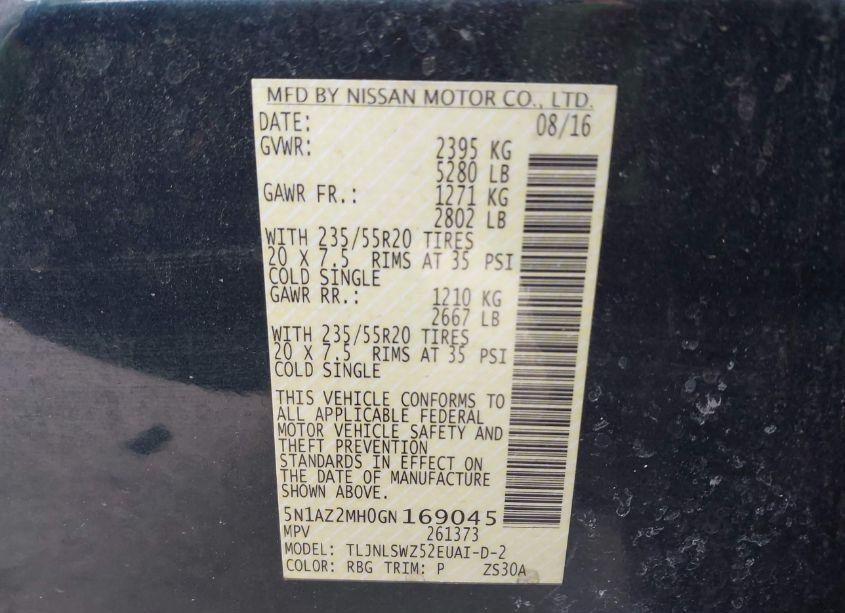 MFD BY NISSAN MOTOR CO., LTD.
DATE: 08/16
GVWR: 2395 KG
5280 LB
GAWR FR.: 1271 KG
2802 LB
WITH 235/55R20 TIRES
20 X 7.5 RIMS AT 35 PSI
COLD SINGLE
GAWR RR.: 1210 KG
2667 LB
WITH 235/55R20 TIRES
20 X 7.5 RIMS AT 35 PSI
COLD SINGLE
THIS VEHICLE CONFORMS TO
ALL APPLICABLE FEDERAL
MOTOR VEHICLE SAFETY AND
THEFT PREVENTION
STANDARDS IN EFFECT ON
THE DATE OF MANUFACTURE
SHOWN ABOVE.
5N1AZ2MH0GN169045
MPV 261373
MODEL: TLJNLSWZ52EUAI-D-2
COLOR: RBG TRIM: P ZS30A